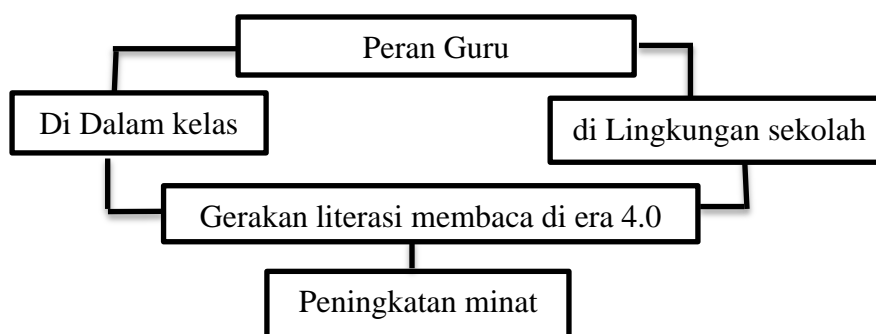 Peran Guru
Di Dalam kelas
di Lingkungan sekolah
Gerakan literasi membaca di era 4.0
Peningkatan minat